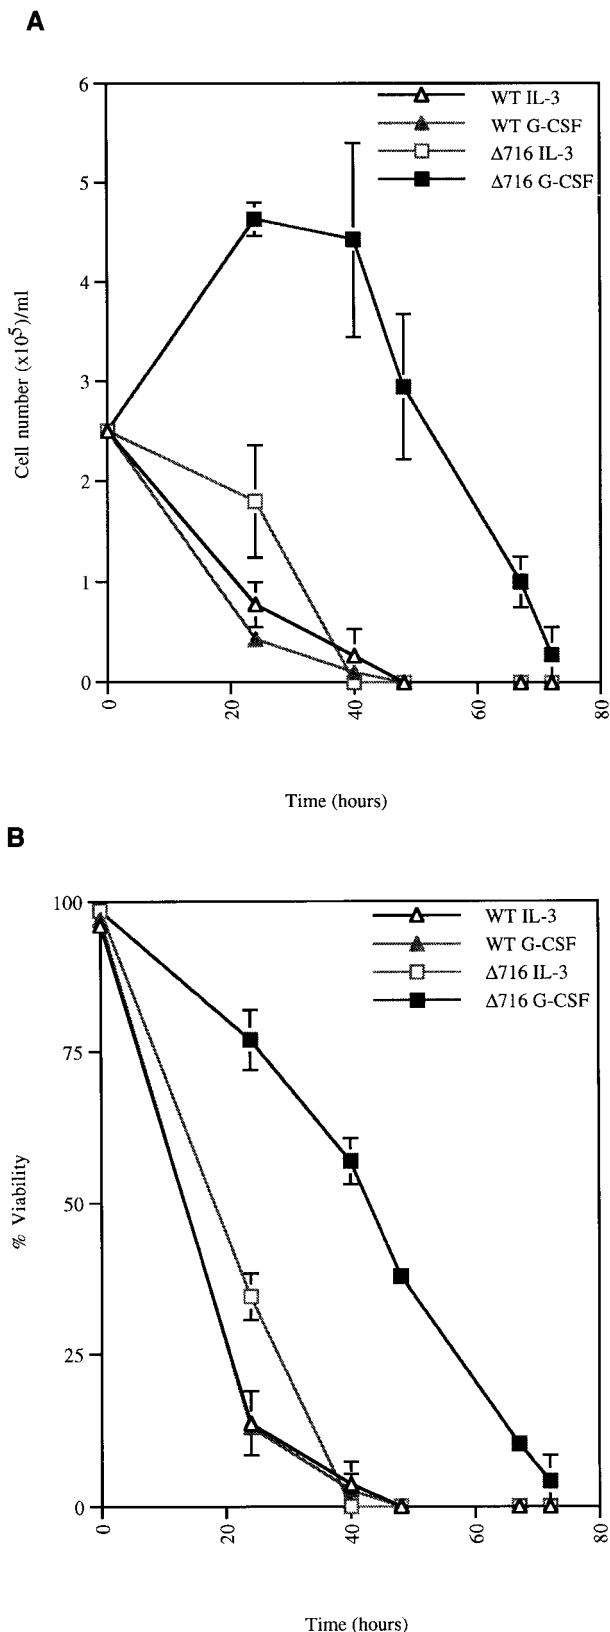 A
6
WT IL-3
WT G-CSF
Δ716 IL-3
Δ716 G-CSF
5
4
3
2
1
0
Cell number (x10⁵)/ml
0 20 40 60 80
Time (hours)
B
100
WT IL-3
WT G-CSF
Δ716 IL-3
Δ716 G-CSF
75
50
25
0
% Viability
0 20 40 60 80
Time (hours)